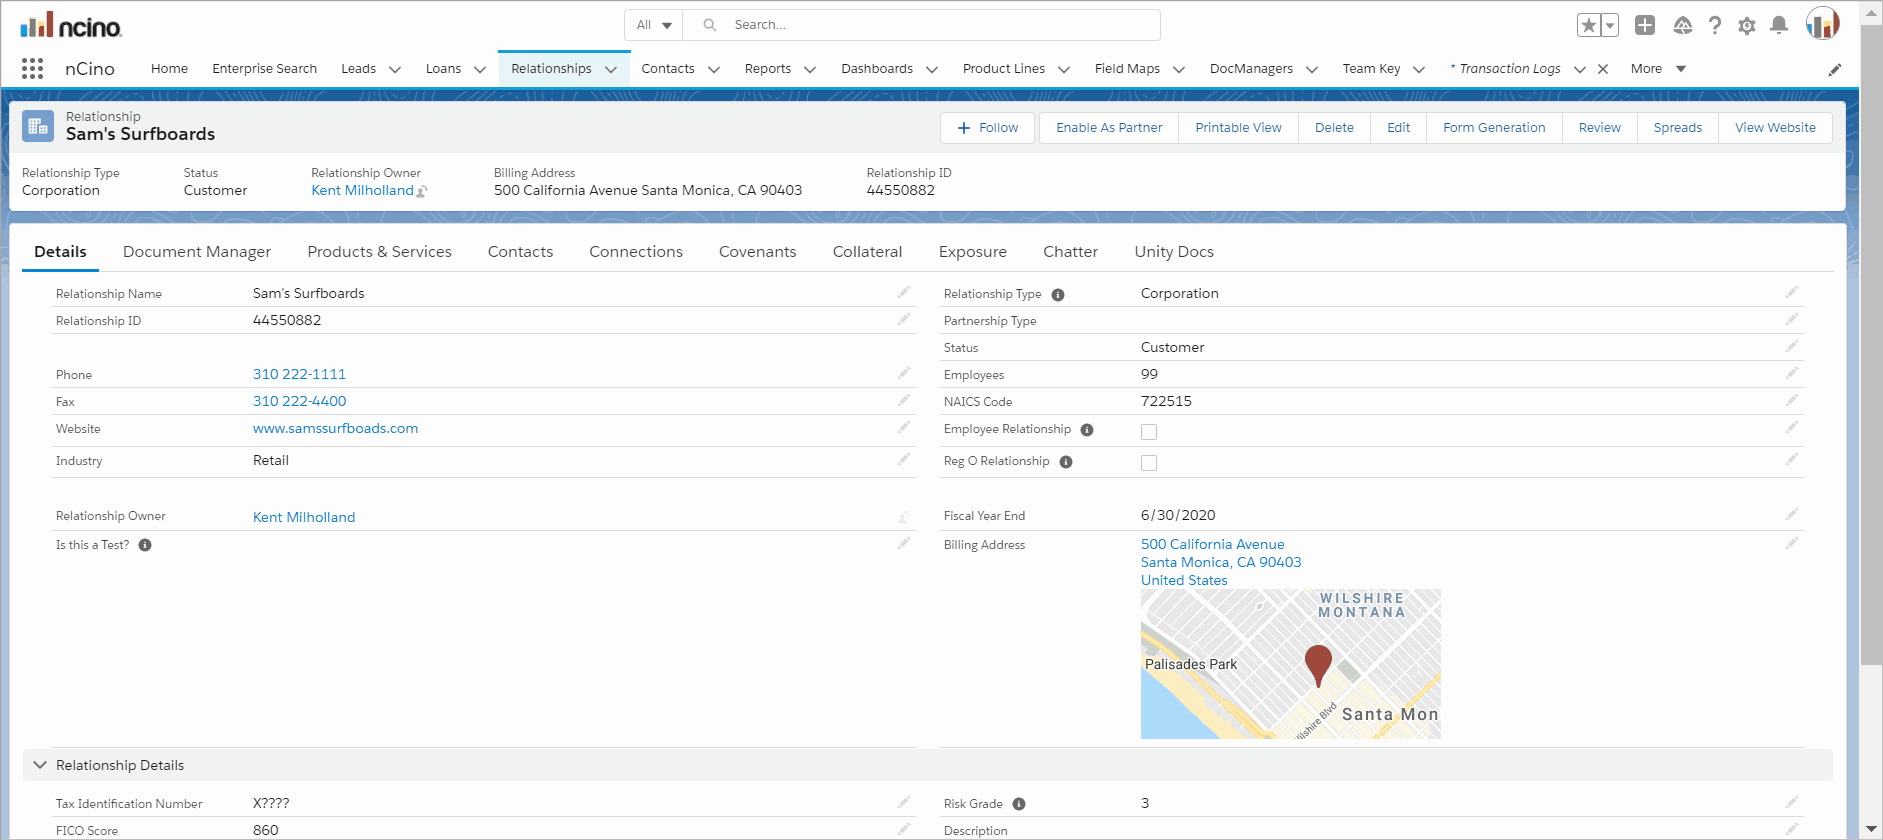 ncino
All
Search...
nCino
Home
Enterprise Search
Leads
Loans
Relationships
Contacts
Reports
Dashboards
Product Lines
Field Maps
DocManagers
Team Key
* Transaction Logs
More
Relationship
Sam's Surfboards
Follow
Enable As Partner
Printable View
Delete
Edit
Form Generation
Review
Spreads
View Website
Relationship Type
Corporation
Status
Customer
Relationship Owner
Kent Milholland
Billing Address
500 California Avenue Santa Monica, CA 90403
Relationship ID
44550882
Details
Document Manager
Products & Services
Contacts
Connections
Covenants
Collateral
Exposure
Chatter
Unity Docs
Relationship Name
Sam's Surfboards
Relationship ID
44550882
Phone
310 222-1111
Fax
310 222-4400
Website
www.samssurfboads.com
Industry
Retail
Relationship Owner
Kent Milholland
Is this a Test?
Relationship Type
Corporation
Partnership Type
Status
Customer
Employees
99
NAICS Code
722515
Employee Relationship
Reg O Relationship
Fiscal Year End
6/30/2020
Billing Address
500 California Avenue
Santa Monica, CA 90403
United States
WILSHIRE
MONTANA
Palisades Park
Wilshire Blvd
Santa Mon
Relationship Details
Tax Identification Number
X????
FICO Score
860
Risk Grade
3
Description